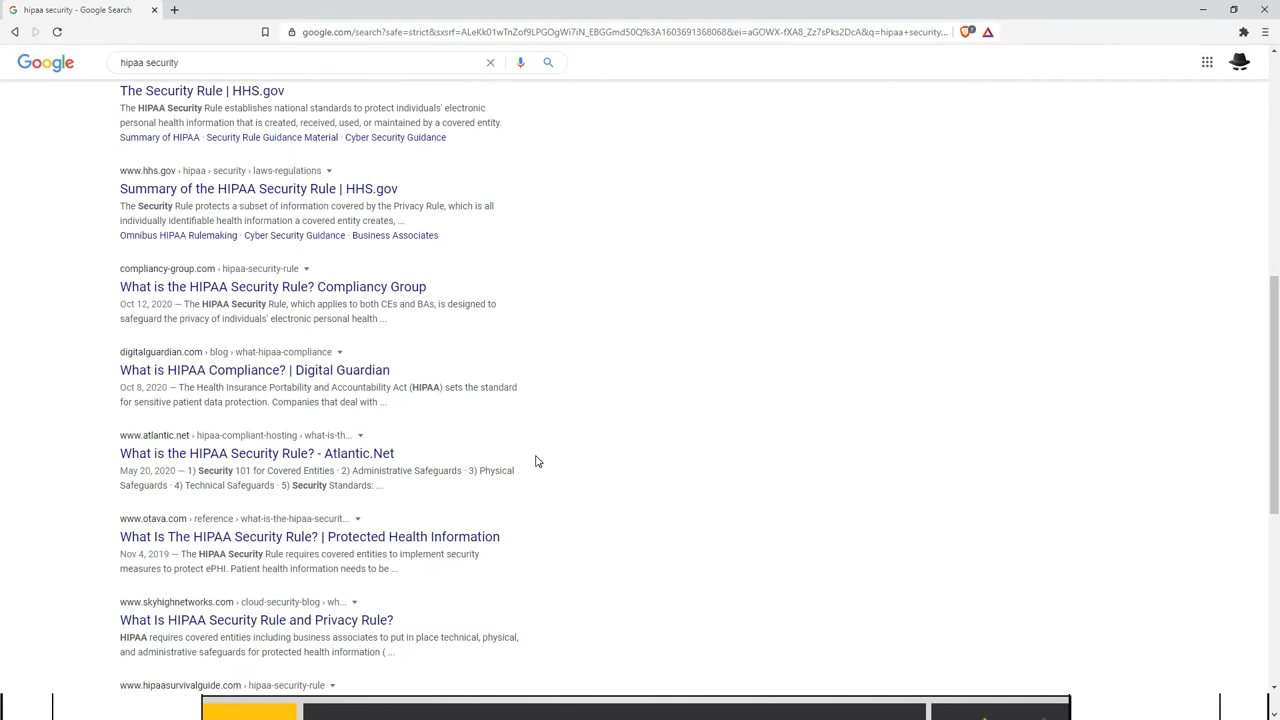 hipaa security - Google Search
google.com/search?safe=strict&sxsrf=ALeKk01wTnZof9LPGOgWi7iN_EBGGmd50Q%3A1603691368068&ei=aGOWX-fXA8_Zz7sPks2DcA&q=hipaa+security...
Google
hipaa security
The Security Rule | HHS.gov
The HIPAA Security Rule establishes national standards to protect individuals' electronic
personal health information that is created, received, used, or maintained by a covered entity.
Summary of HIPAA · Security Rule Guidance Material · Cyber Security Guidance
www.hhs.gov › hipaa › security › laws-regulations
Summary of the HIPAA Security Rule | HHS.gov
The Security Rule protects a subset of information covered by the Privacy Rule, which is all
individually identifiable health information a covered entity creates, ...
Omnibus HIPAA Rulemaking · Cyber Security Guidance · Business Associates
compliancy-group.com › hipaa-security-rule
What is the HIPAA Security Rule? Compliancy Group
Oct 12, 2020 — The HIPAA Security Rule, which applies to both CEs and BAs, is designed to
safeguard the privacy of individuals' electronic personal health ...
digitalguardian.com › blog › what-hipaa-compliance
What is HIPAA Compliance? | Digital Guardian
Oct 8, 2020 — The Health Insurance Portability and Accountability Act (HIPAA) sets the standard
for sensitive patient data protection. Companies that deal with ...
www.atlantic.net › hipaa-compliant-hosting › what-is-th...
What is the HIPAA Security Rule? - Atlantic.Net
May 20, 2020 — 1) Security 101 for Covered Entities · 2) Administrative Safeguards · 3) Physical
Safeguards · 4) Technical Safeguards · 5) Security Standards: ...
www.otava.com › reference › what-is-the-hipaa-securit...
What Is The HIPAA Security Rule? | Protected Health Information
Nov 4, 2019 — The HIPAA Security Rule requires covered entities to implement security
measures to protect ePHI. Patient health information needs to be ...
www.skyhighnetworks.com › cloud-security-blog › wh...
What Is HIPAA Security Rule and Privacy Rule?
HIPAA requires covered entities including business associates to put in place technical, physical,
and administrative safeguards for protected health information ( ...
www.hipaasurvivalguide.com › hipaa-security-rule